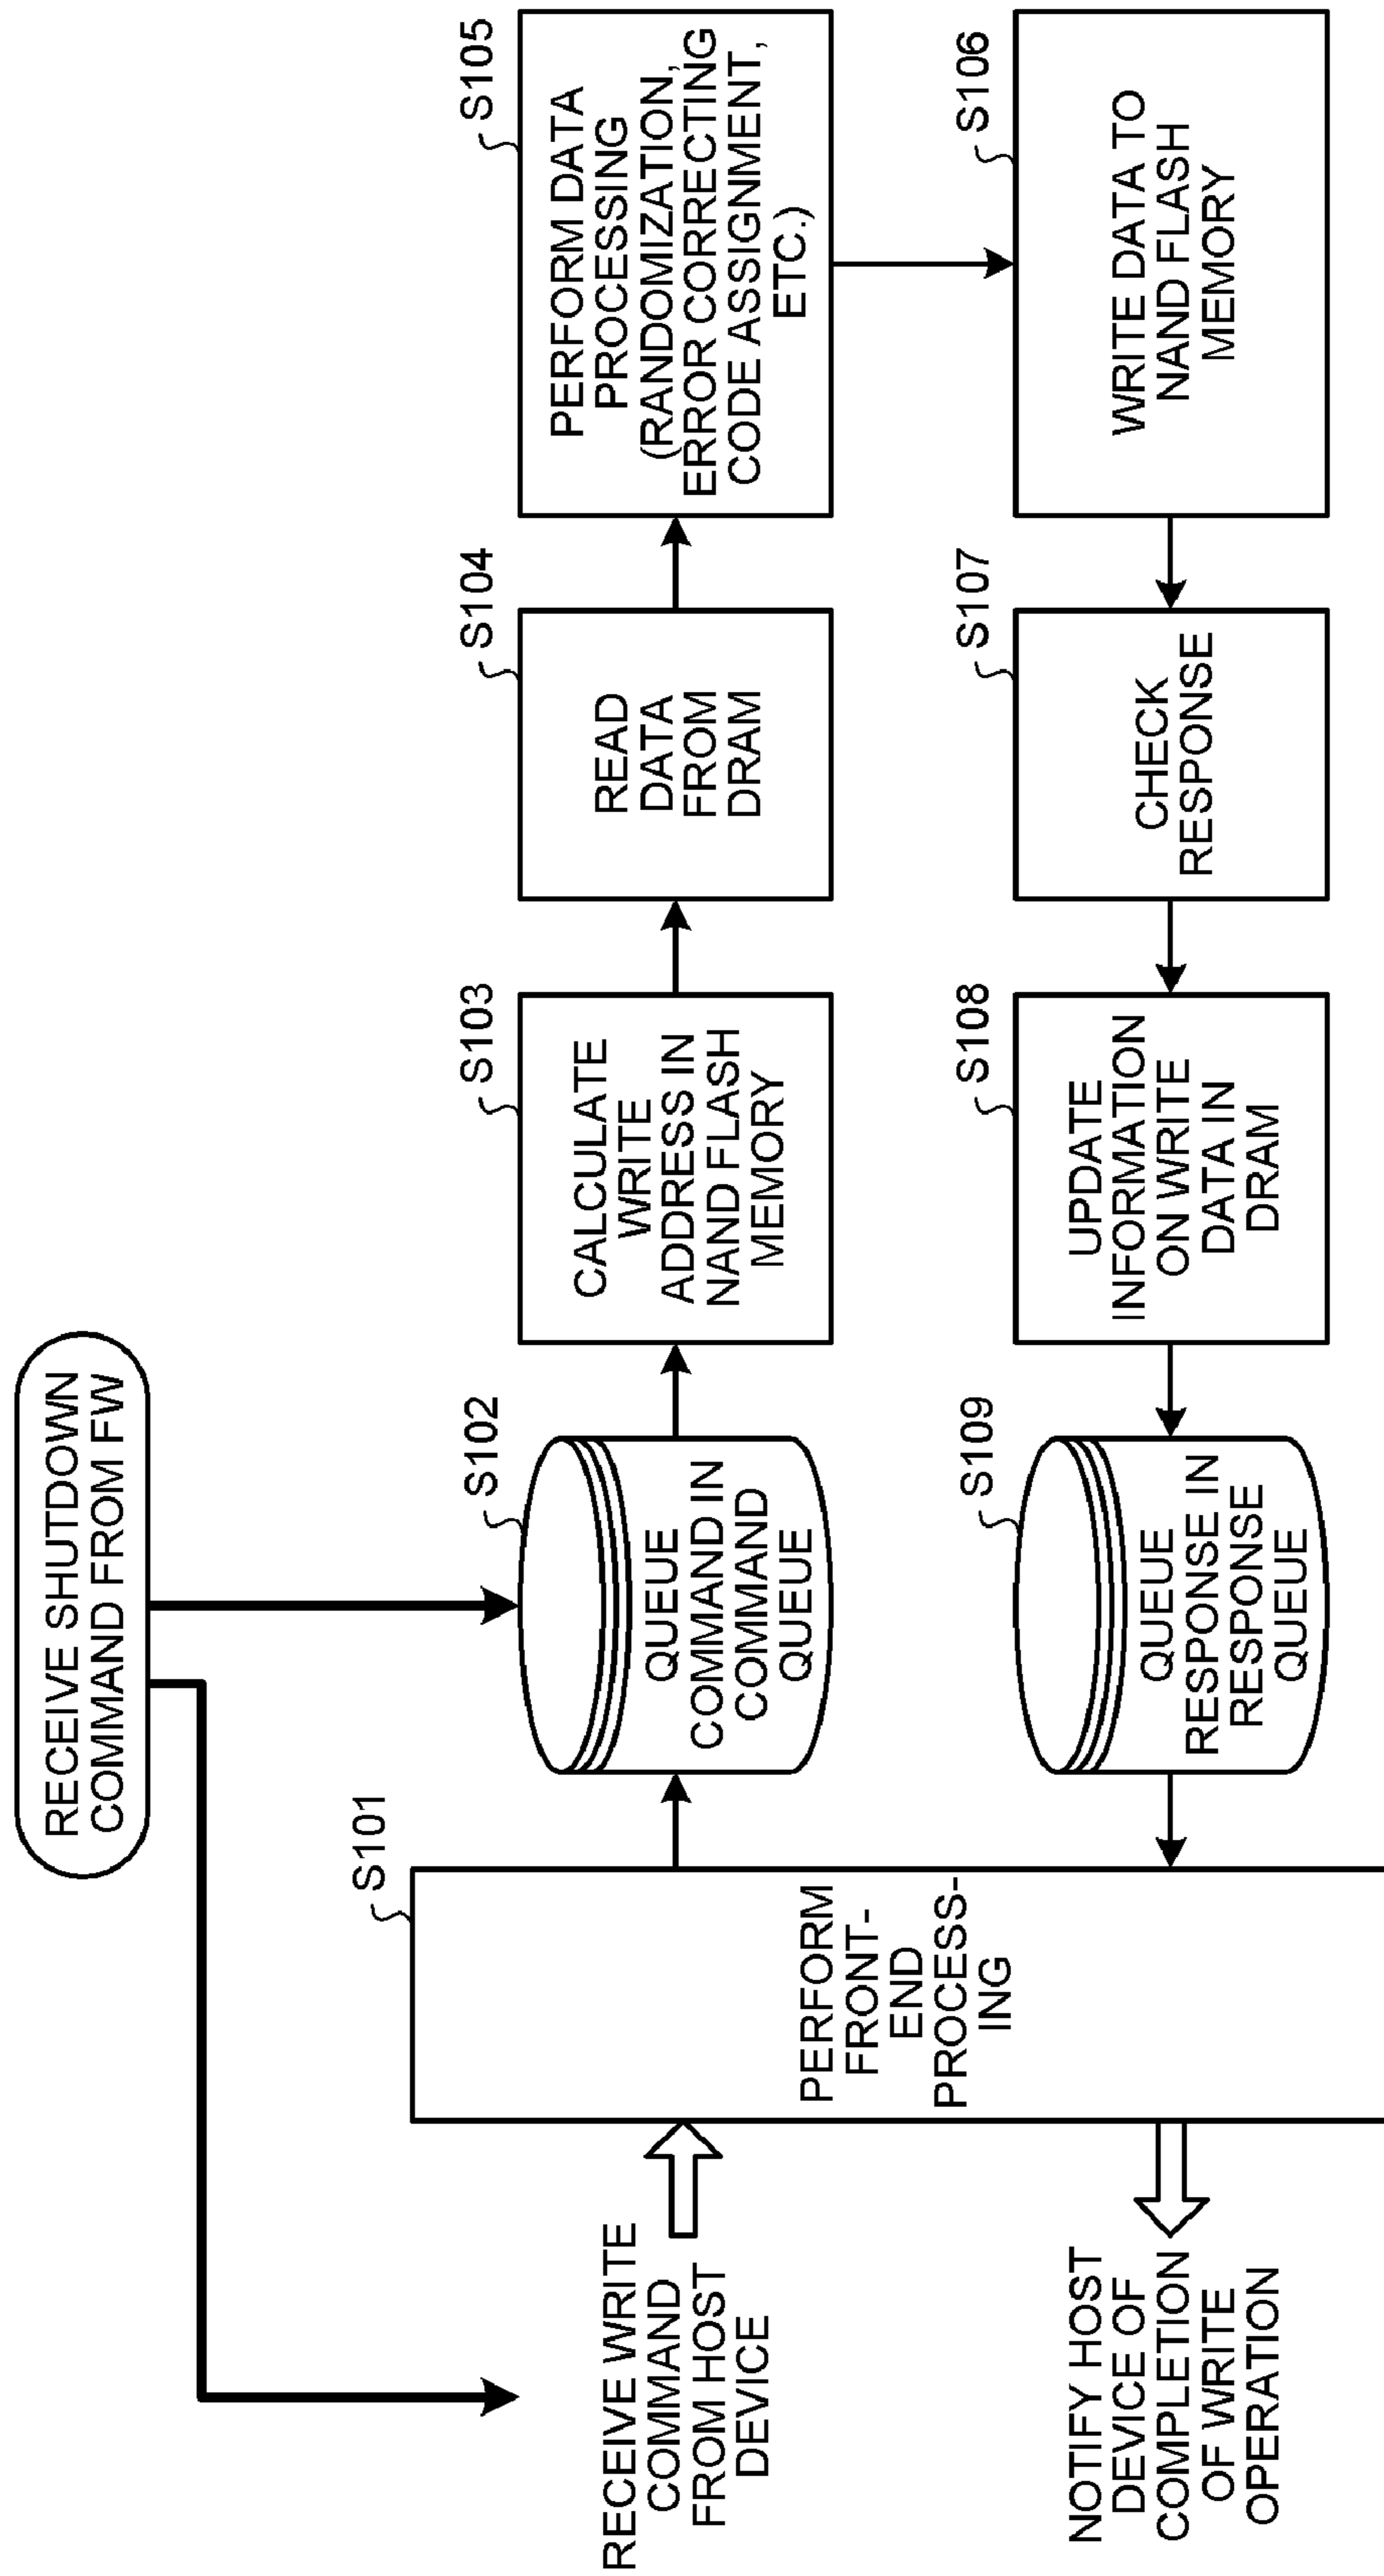 RECEIVE SHUTDOWN
COMMAND FROM FW
RECEIVE WRITE
COMMAND
FROM HOST
DEVICE
S101
PERFORM
FRONT-
END
PROCESS-
ING
S102
QUEUE
COMMAND IN
COMMAND
QUEUE
S103
CALCULATE
WRITE
ADDRESS IN
NAND FLASH
MEMORY
S104
READ
DATA
FROM
DRAM
S105
PERFORM DATA
PROCESSING
(RANDOMIZATION,
ERROR CORRECTING
CODE ASSIGNMENT,
ETC.)
S106
WRITE DATA TO
NAND FLASH
MEMORY
S107
CHECK
RESPONSE
S108
UPDATE
INFORMATION
ON WRITE
DATA IN
DRAM
S109
QUEUE
RESPONSE IN
RESPONSE
QUEUE
NOTIFY HOST
DEVICE OF
COMPLETION
OF WRITE
OPERATION